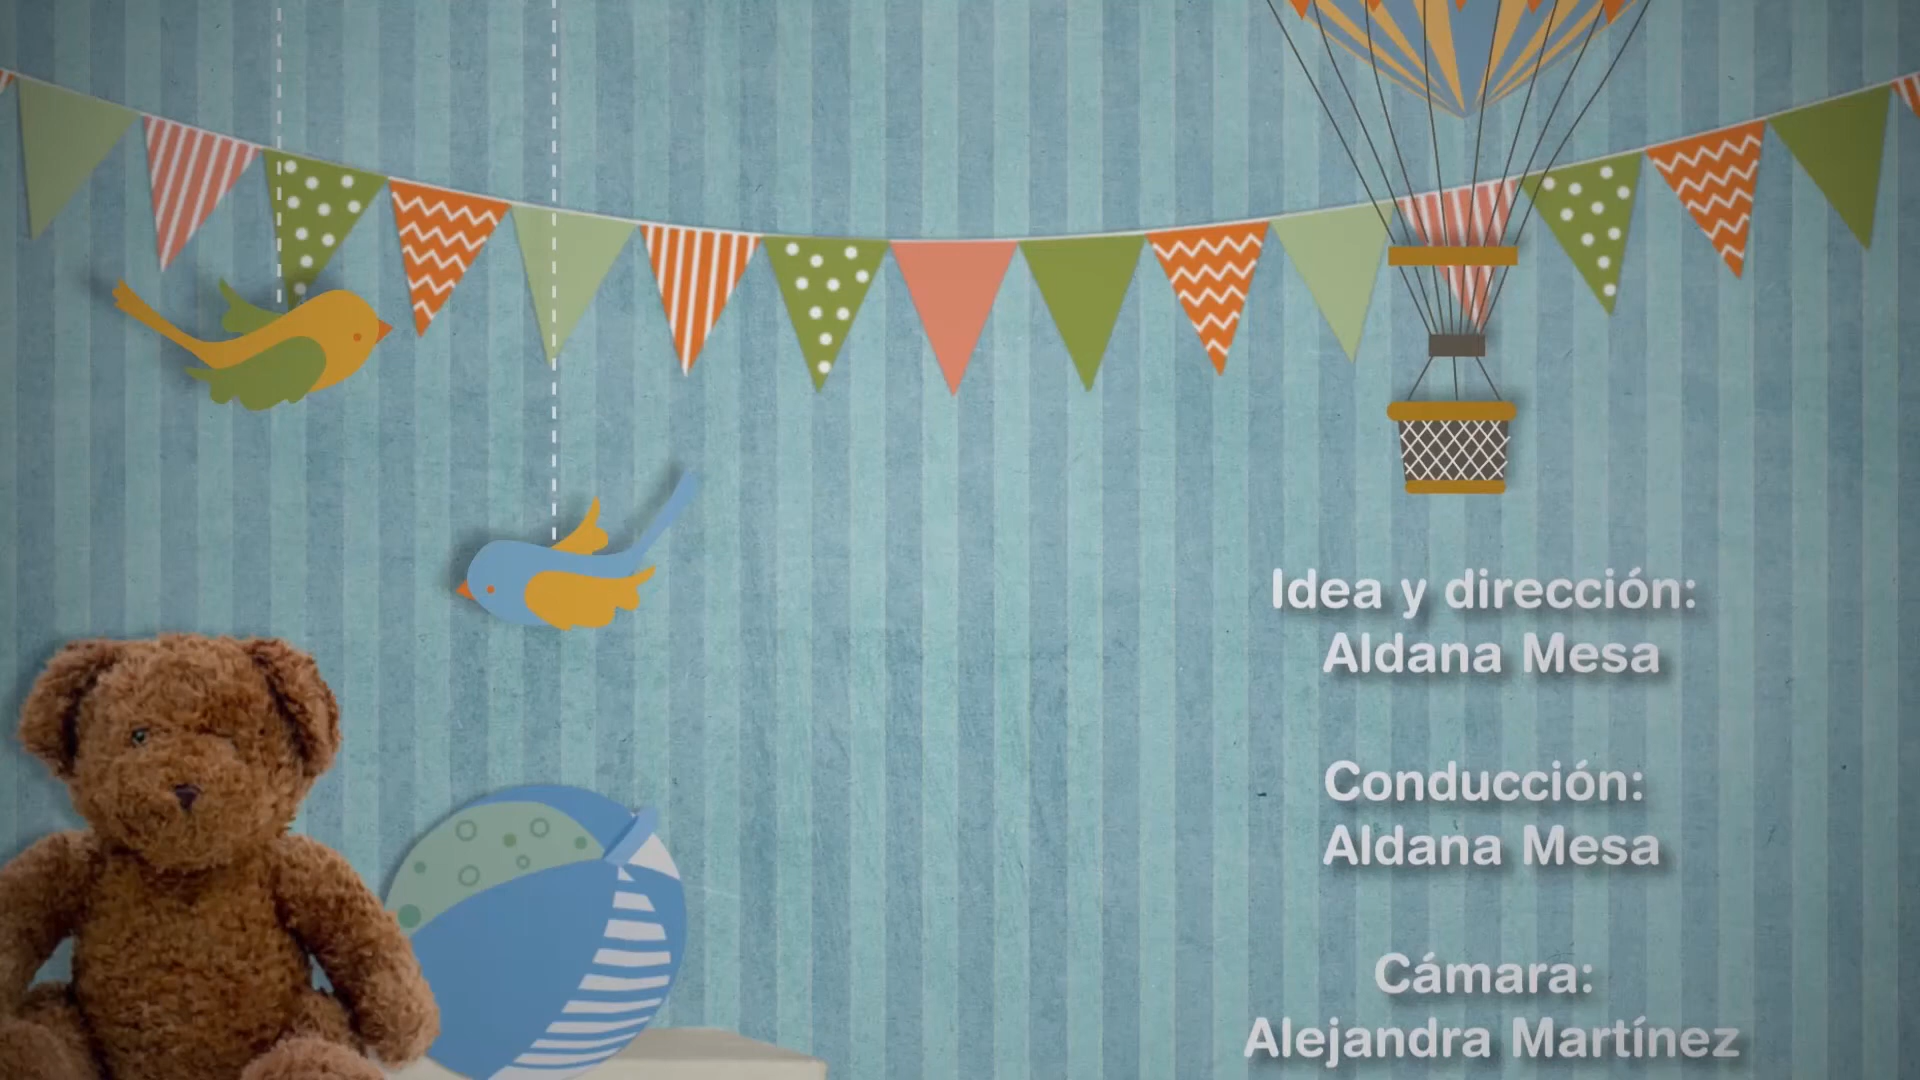 Idea y dirección:
Aldana Mesa
Conducción:
Aldana Mesa
Cámara:
Alejandra Martínez